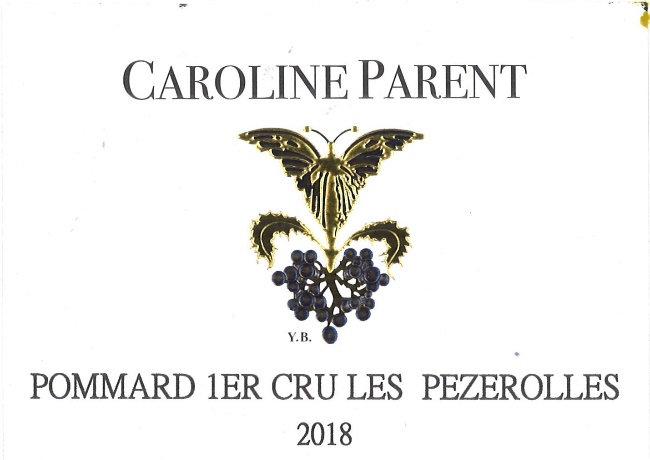 CAROLINE PARENT
Y.B.
POMMARD 1ER CRU LES PEZEROLLES
2018